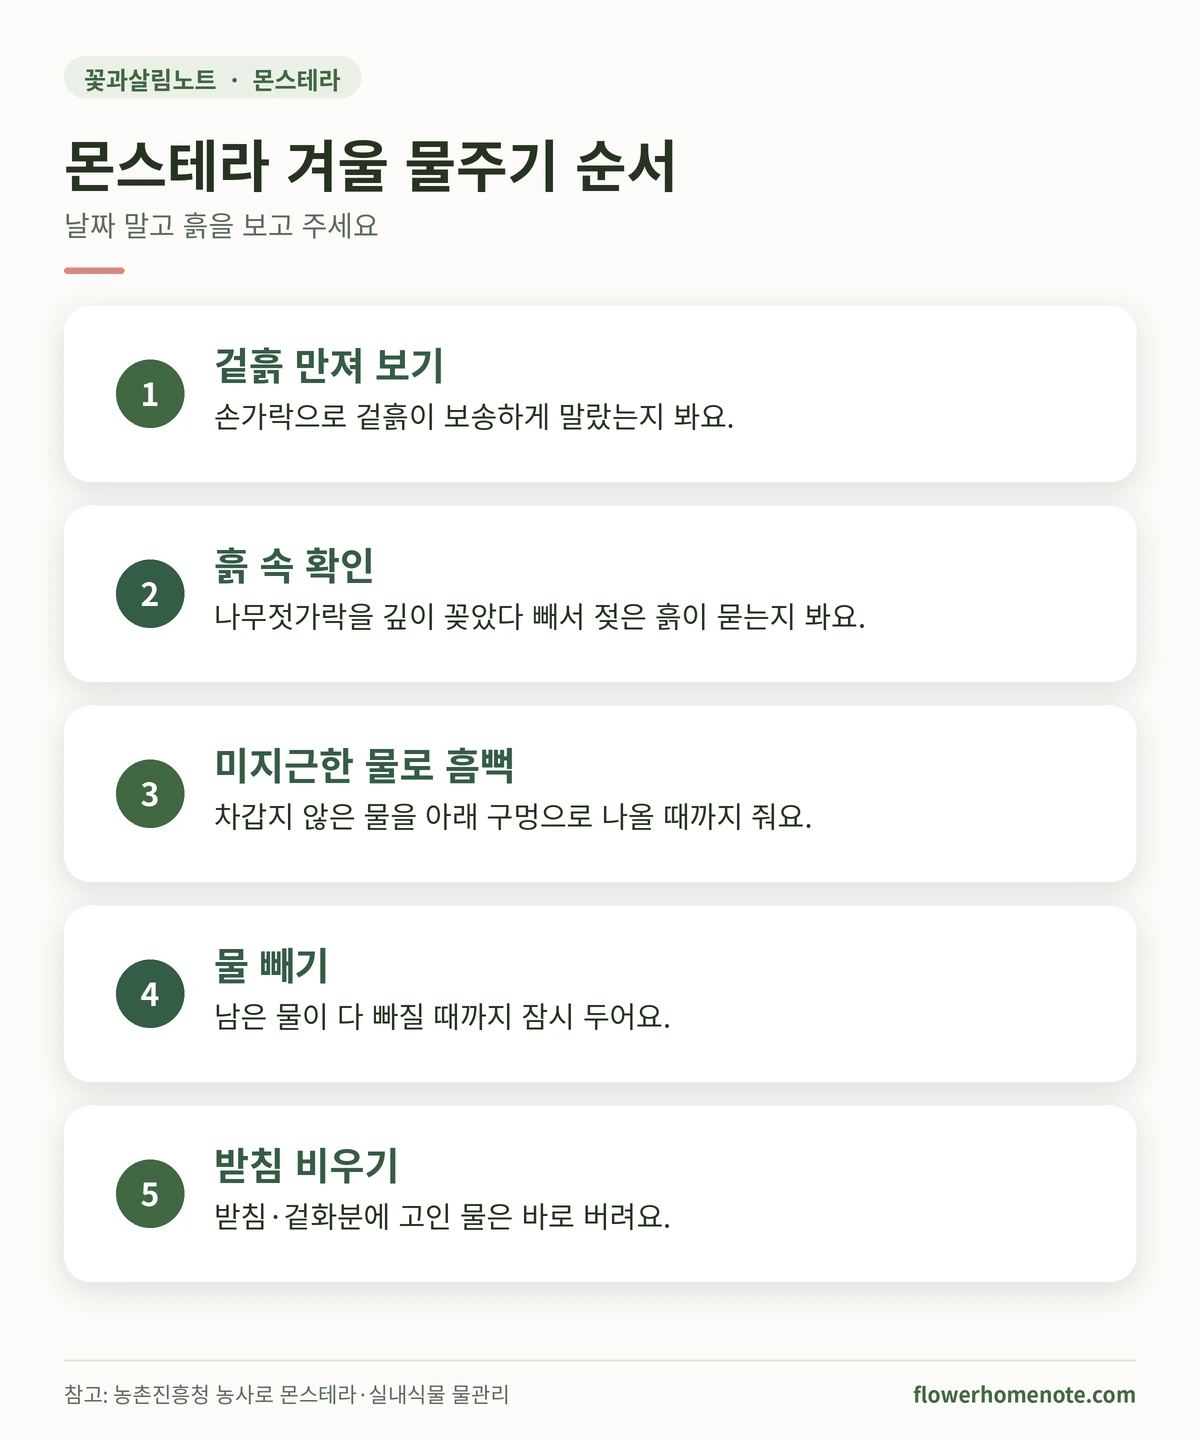 꽃과살림노트 · 몬스테라
몬스테라 겨울 물주기 순서
날짜 말고 흙을 보고 주세요
1
겉흙 만져 보기
손가락으로 겉흙이 보송하게 말랐는지 봐요.
2
흙 속 확인
나무젓가락을 깊이 꽂았다 빼서 젖은 흙이 묻는지 봐요.
3
미지근한 물로 흠뻑
차갑지 않은 물을 아래 구멍으로 나올 때까지 줘요.
4
물 빼기
남은 물이 다 빠질 때까지 잠시 두어요.
5
받침 비우기
받침·겉화분에 고인 물은 바로 버려요.
참고: 농촌진흥청 농사로 몬스테라·실내식물 물관리
flowerhomenote.com